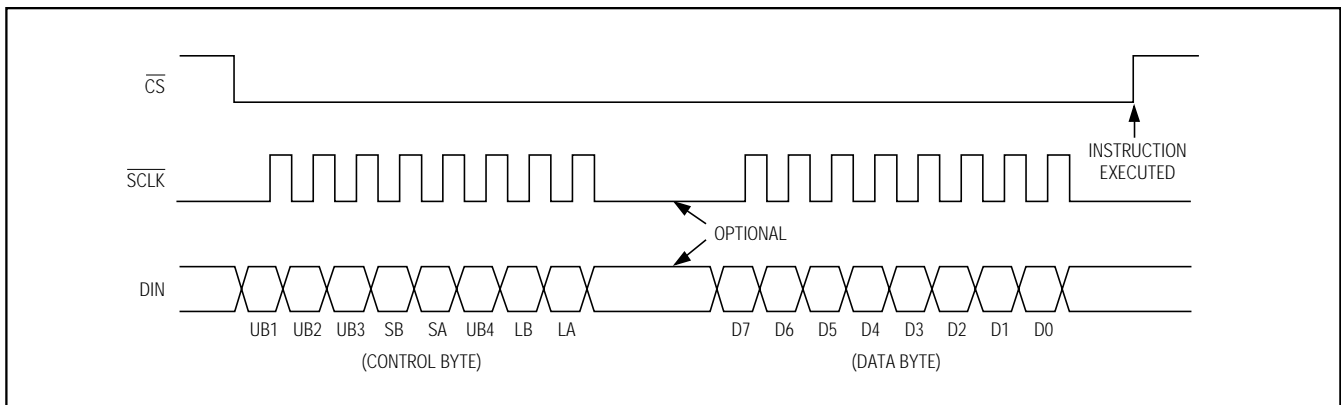 CS
INSTRUCTION
EXECUTED
SCLK
OPTIONAL
DIN
UB1 UB2 UB3 SB SA UB4 LB LA D7 D6 D5 D4 D3 D2 D1 D0
(CONTROL BYTE) (DATA BYTE)